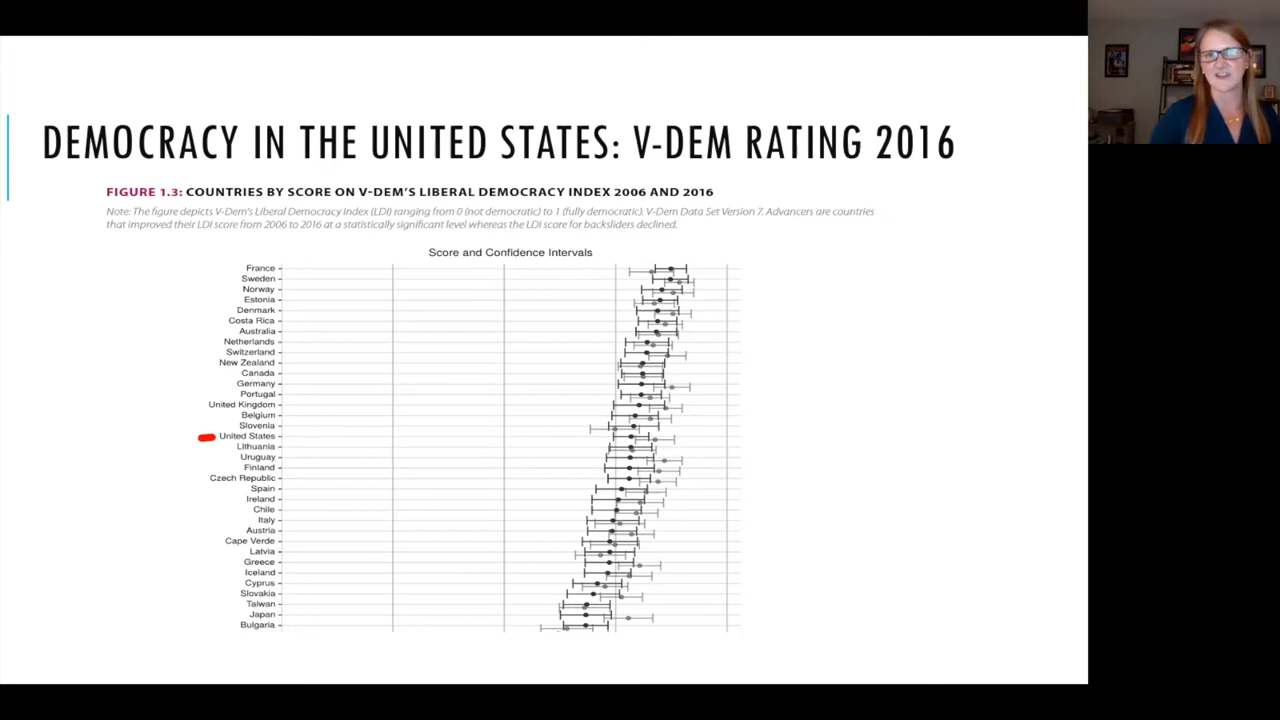 DEMOCRACY IN THE UNITED STATES: V-DEM RATING 2016
FIGURE 1.3: COUNTRIES BY SCORE ON V-DEM'S LIBERAL DEMOCRACY INDEX 2006 AND 2016
Note: The figure depicts V-Dem's Liberal Democracy Index (LDI) ranging from 0 (not democratic) to 1 (fully democratic). V-Dem Data Set Version 7. Advancers are countries
that improved their LDI score from 2006 to 2016 at a statistically significant level whereas the LDI score for backsliders declined.
Score and Confidence Intervals
France
Sweden
Norway
Estonia
Denmark
Costa Rica
Australia
Netherlands
Switzerland
New Zealand
Canada
Germany
Portugal
United Kingdom
Belgium
Slovenia
United States
Lithuania
Uruguay
Finland
Czech Republic
Spain
Ireland
Chile
Italy
Austria
Cape Verde
Latvia
Greece
Iceland
Cyprus
Slovakia
Taiwan
Japan
Bulgaria